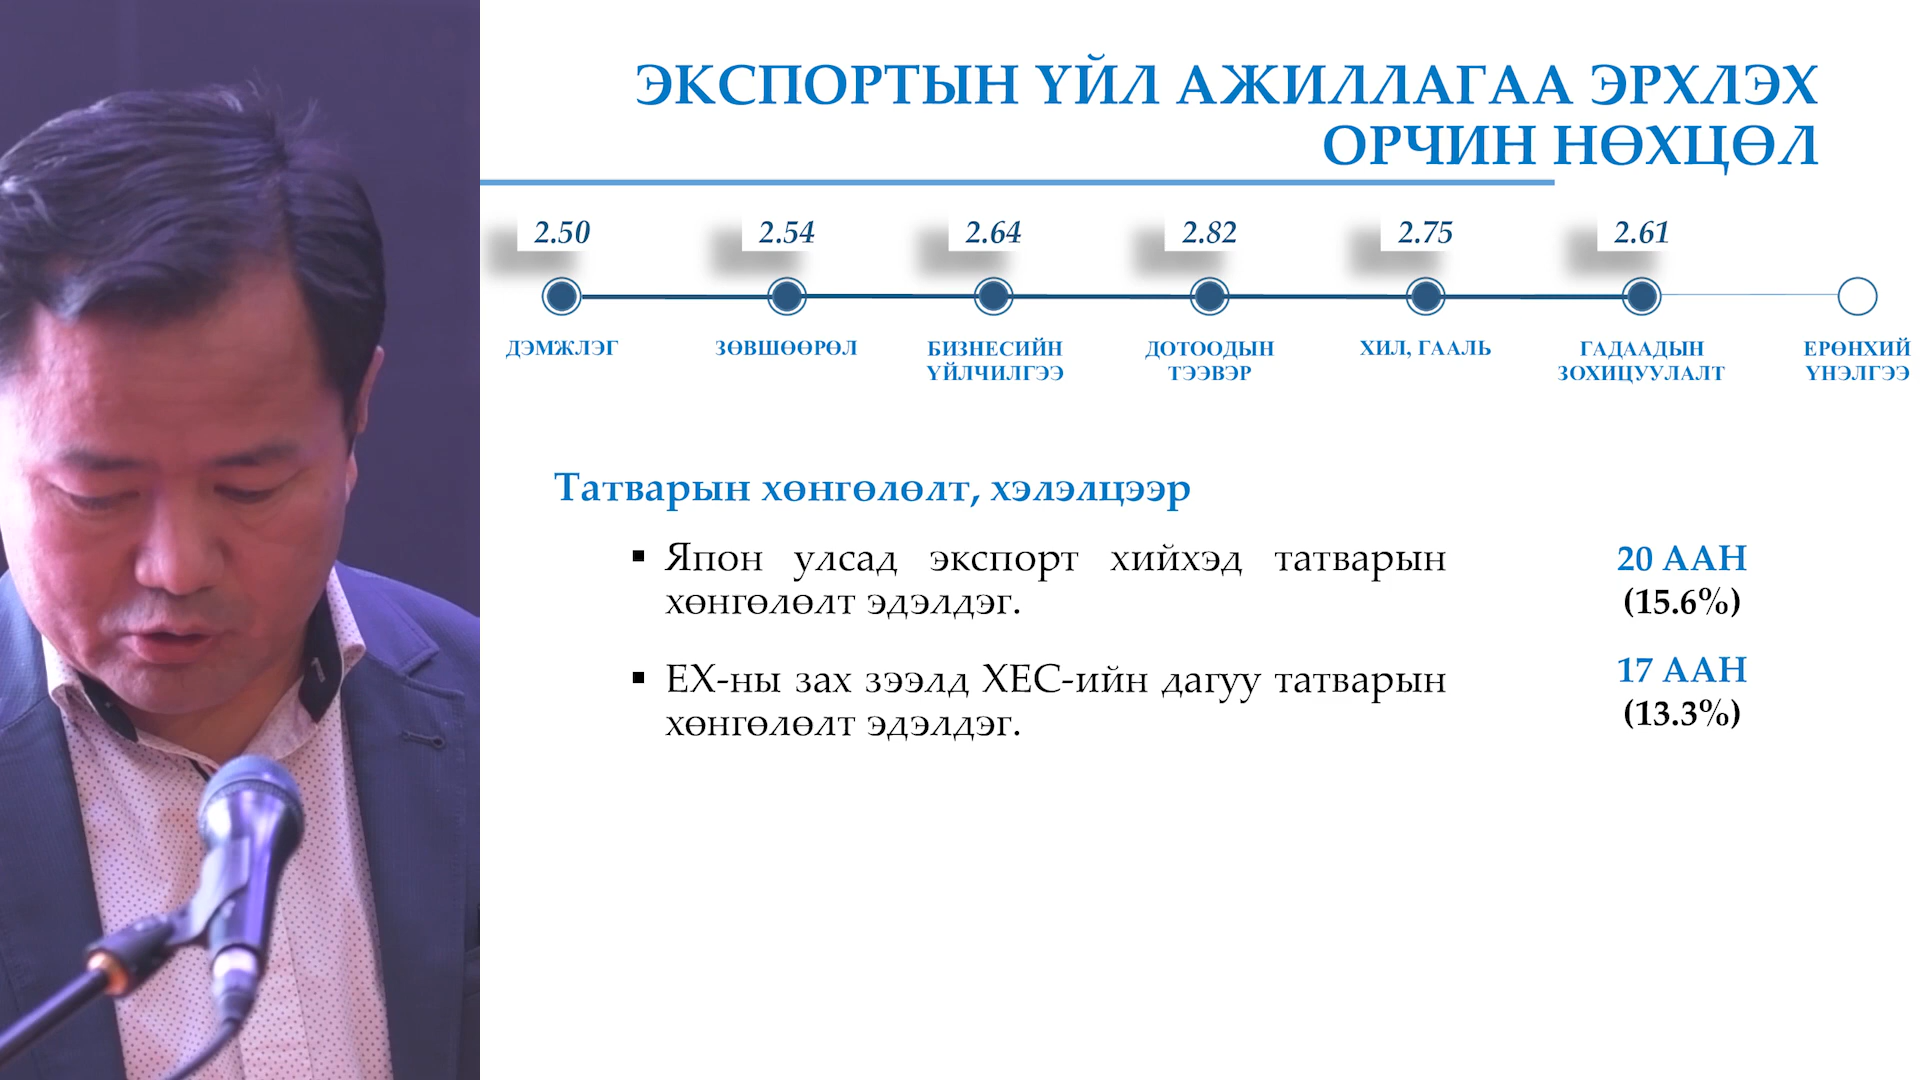 ЭКСПОРТЫН ҮЙЛ АЖИЛЛАГАА ЭРХЛЭХ
ОРЧИН НӨХЦӨЛ
2.50
2.54
2.64
2.82
2.75
2.61
ДЭМЖЛЭГ
ЗӨВШӨӨРӨЛ
БИЗНЕСИЙН
ҮЙЛЧИЛГЭЭ
ДОТООДЫН
ТЭЭВЭР
ХИЛ, ГААЛЬ
ГАДААДЫН
ЗОХИЦУУЛАЛТ
ЕРӨНХИЙ
ҮНЭЛГЭЭ
Татварын хөнгөлөлт, хэлэлцээр
▪ Япон улсад экспорт хийхэд татварын
хөнгөлөлт эдэлдэг.
20 ААН
(15.6%)
▪ ЕХ-ны зах зээлд ХЕС-ийн дагуу татварын
хөнгөлөлт эдэлдэг.
17 ААН
(13.3%)